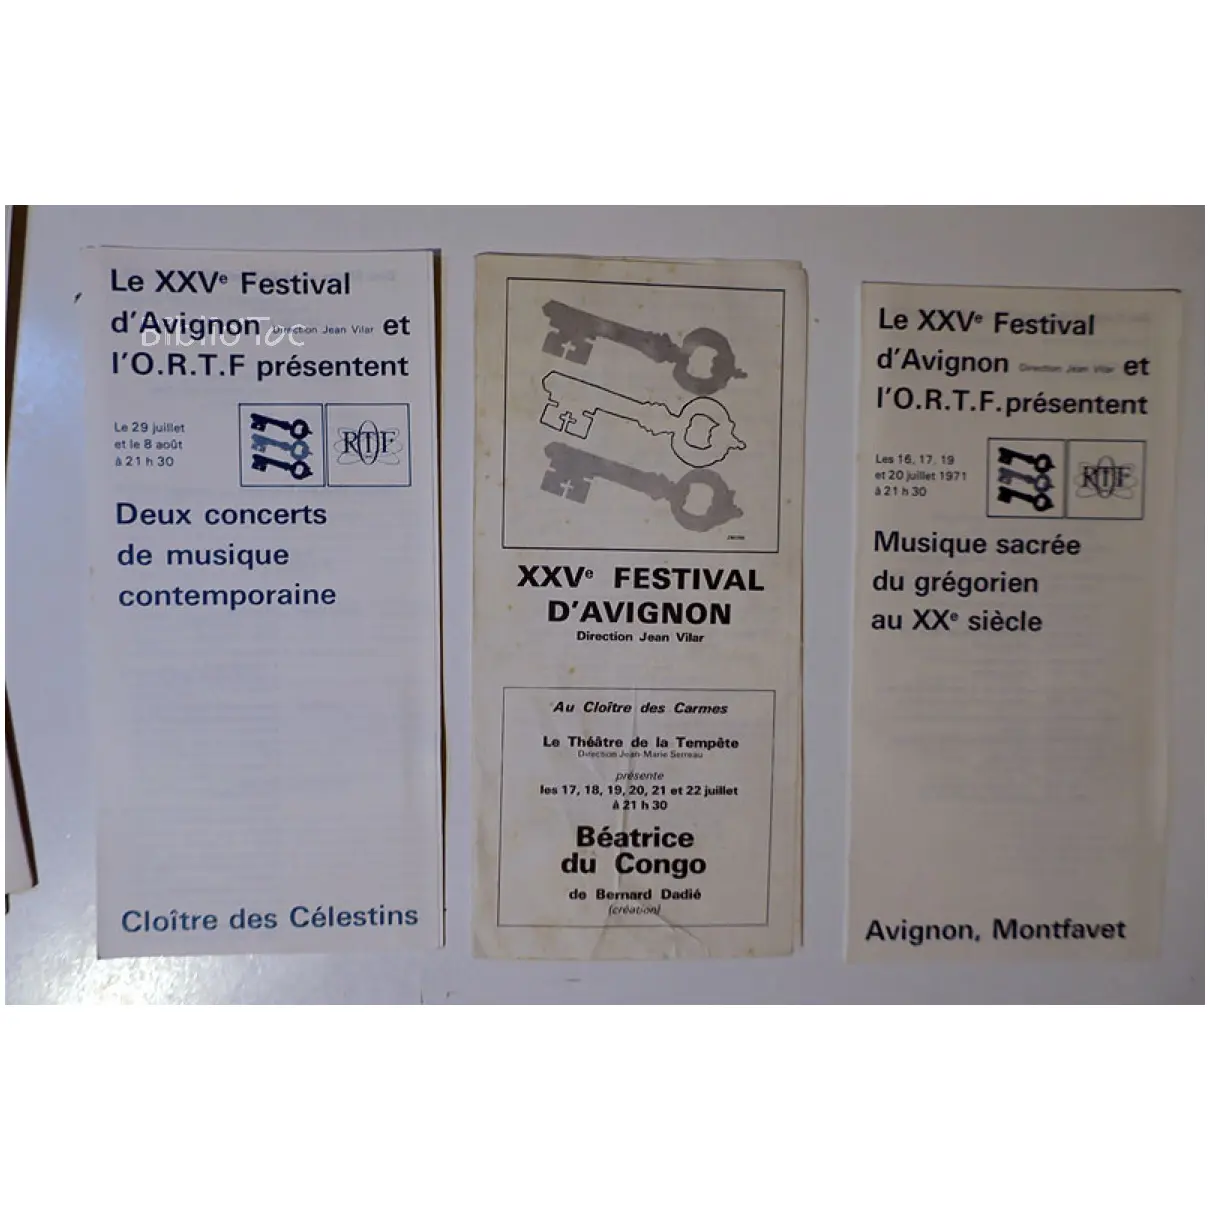 Le XXVe Festival
d'Avignon Direction Jean Vilar et
l'O.R.T.F présentent
Biblio'Toc
Le 29 juillet
et le 8 août
à 21 h 30
RTF
Deux concerts
de musique
contemporaine
Cloître des Célestins
XXVe FESTIVAL
D'AVIGNON
Direction Jean Vilar
Au Cloître des Carmes
Le Théâtre de la Tempête
Direction Jean-Marie Serreau
présente
les 17, 18, 19, 20, 21 et 22 juillet
à 21 h 30
Béatrice
du Congo
de Bernard Dadié
(création)
Le XXVe Festival
d'Avignon Direction Jean Vilar et
l'O.R.T.F. présentent
Les 16, 17, 19
et 20 juillet 1971
à 21 h 30
RTF
Musique sacrée
du grégorien
au XXe siècle
Avignon, Montfavet